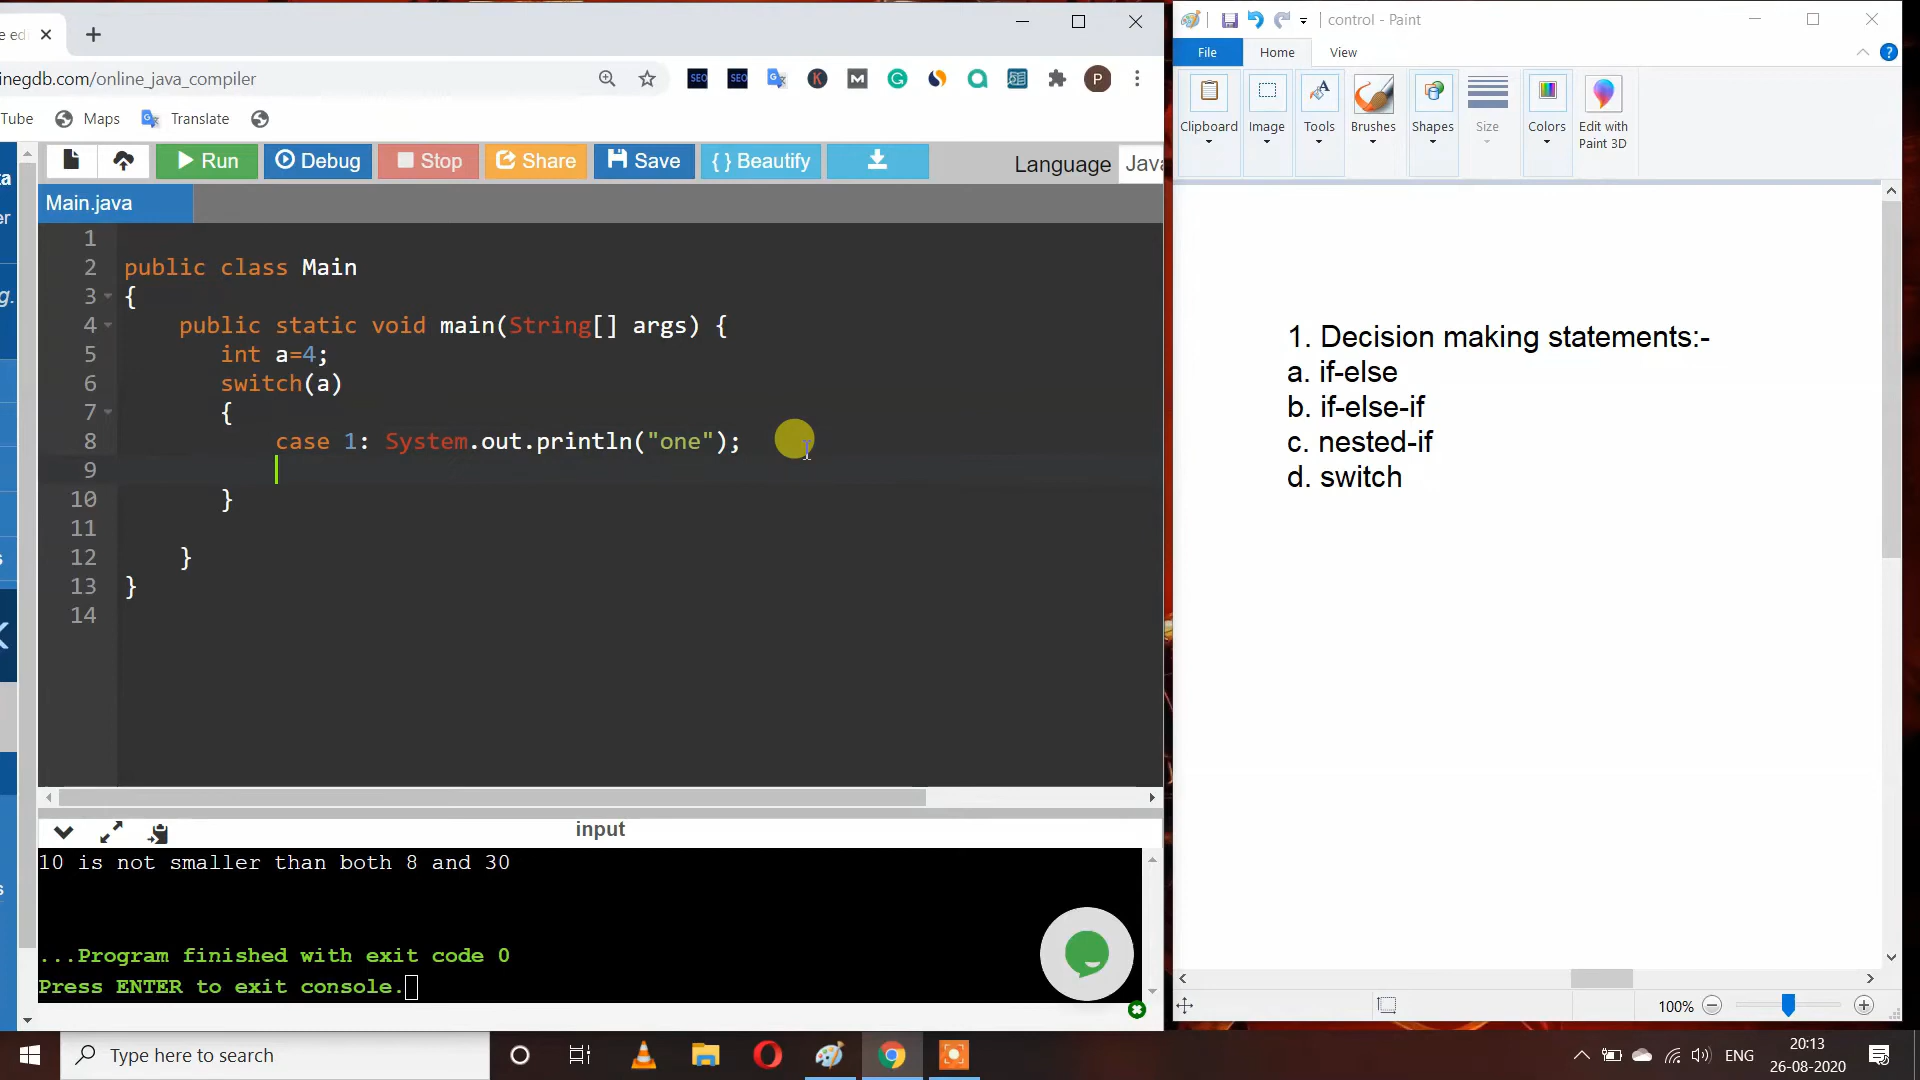 e edi
inegdb.com/online_java_compiler
SEO SEO K M G P
Tube Maps Translate
Run Debug Stop Share Save { } Beautify Language Java
Main.java
1
2 public class Main
3 {
4 public static void main(String[] args) {
5 int a=4;
6 switch(a)
7 {
8 case 1: System.out.println("one");
9
10 }
11
12 }
13 }
14
input
10 is not smaller than both 8 and 30
...Program finished with exit code 0
Press ENTER to exit console.
control - Paint
File Home View
Clipboard Image Tools Brushes Shapes Size Colors Edit with
Paint 3D
1. Decision making statements:-
a. if-else
b. if-else-if
c. nested-if
d. switch
100%
Type here to search
ENG
20:13
26-08-2020